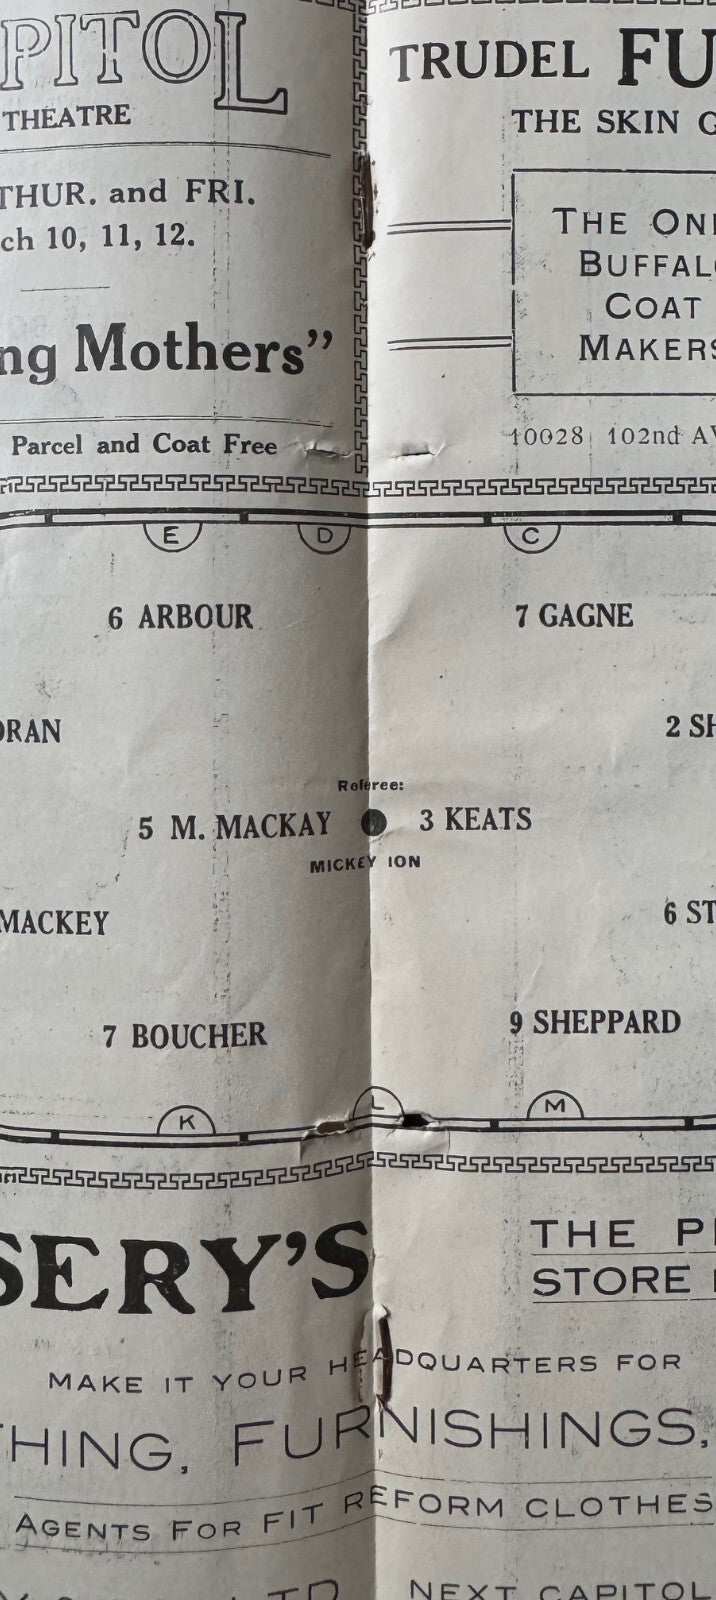 PITOL
THEATRE
THUR. and FRI.
ch 10, 11, 12.
ng Mothers”
Parcel and Coat Free
TRUDEL FU
THE SKIN G
THE ON
BUFFAL
COAT
MAKERS
10028 102nd AV
E D C
6 ARBOUR 7 GAGNE
ORAN 2 SH
Referee:
5 M. MACKAY 3 KEATS
MICKEY ION
MACKEY 6 ST
7 BOUCHER 9 SHEPPARD
K L M
SERY’S
THE P
STORE
MAKE IT YOUR HEADQUARTERS FOR
THING, FURNISHINGS,
AGENTS FOR FIT REFORM CLOTHES
LTD
NEXT CAPITOL